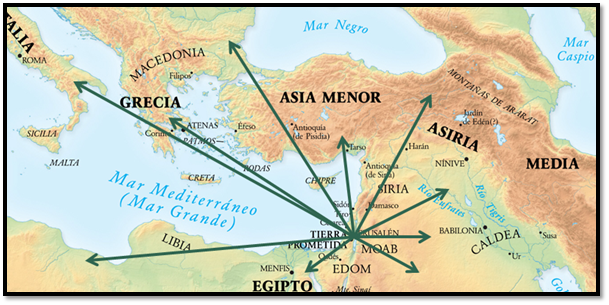 ITALIA
ROMA
MACEDONIA
Filipos
Mar Negro
Mar
Caspio
GRECIA
ATENAS
PATMOS
Éfeso
ASIA MENOR
Antioquía
(de Pisidia)
MONTAÑAS DE ARARAT
Jardín
de Edén(?)
SICILIA
MALTA
CRETA
RODAS
CHIPRE
Tarso
Harán
Antioquía
(de Siria)
ASIRIA
NÍNIVE
MEDIA
SIRIA
Río Eufrates
Río Tigris
Mar Mediterráneo
(Mar Grande)
Sidón
Tiro
Damasco
LIBIA
TIERRA
PROMETIDA
JERUSALÉN
MOAB
EDOM
BABILONIA
CALDEA
Susa
Ur
MENFIS
EGIPTO
Mte. Sinaí